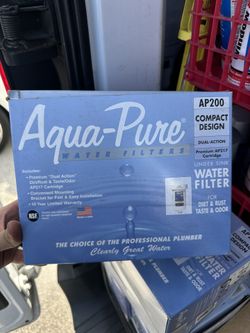 Aqua-Pure®
WATER FILTERS
Includes:
• Premium "Dual Action"
Dirt/Rust & Taste/Odor
AP217 Cartridge
• Convenient Mounting
Bracket for Fast & Easy Installation
• 10 Year Limited Warranty
NSF
THE CHOICE OF THE PROFESSIONAL PLUMBER
Clearly Great Water
AP200
COMPACT
DESIGN
DUAL-ACTION
Premium AP217
Cartridge
UNDER SINK
WATER
FILTER
DIRT & RUST
TASTE & ODOR